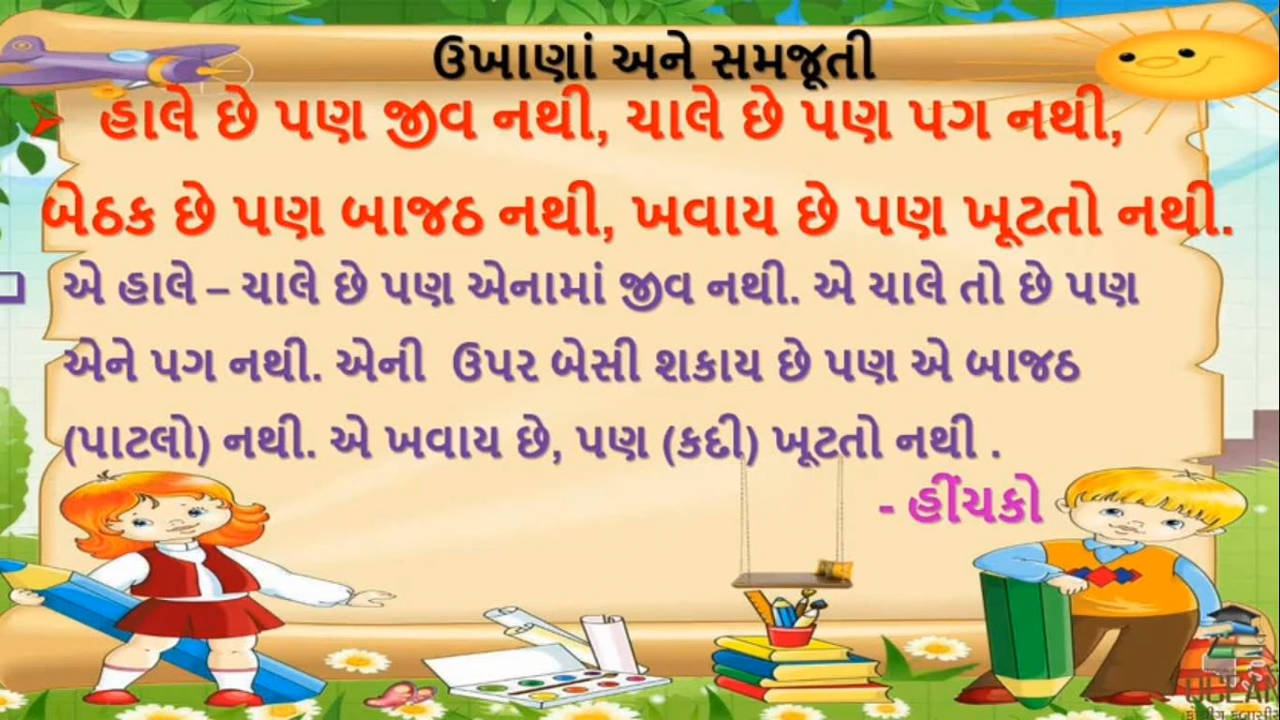 ઉખાણાં અને સમજૂતી
હાલે છે પણ જીવ નથી, ચાલે છે પણ પગ નથી,
બેઠક છે પણ બાજઠ નથી, ખવાય છે પણ ખૂટતો નથી.
એ હાલે – ચાલે છે પણ એનામાં જીવ નથી. એ ચાલે તો છે પણ
એને પગ નથી. એની ઉપર બેસી શકાય છે પણ એ બાજઠ
(પાટલો) નથી. એ ખવાય છે, પણ (કદી) ખૂટતો નથી .
- હીંચકો